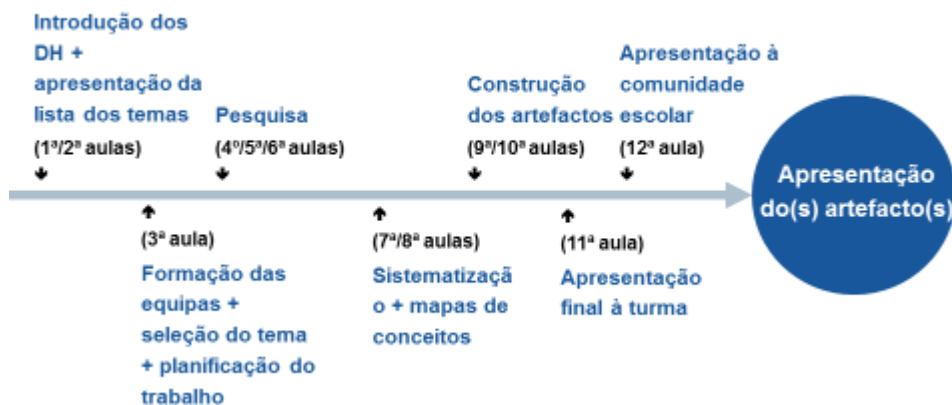 Introdução dos
DH +
apresentação da
lista dos temas
(1ª/2ª aulas)
Pesquisa
(4º/5ª/6ª aulas)
Construção
dos artefactos
(9ª/10ª aulas)
Apresentação à
comunidade
escolar
(12ª aula)
(3ª aula)
Formação das
equipas +
seleção do tema
+ planificação do
trabalho
(7ª/8ª aulas)
Sistematizaçã
o + mapas de
conceitos
(11ª aula)
Apresentação
final à turma
Apresentação
do(s) artefacto(s)